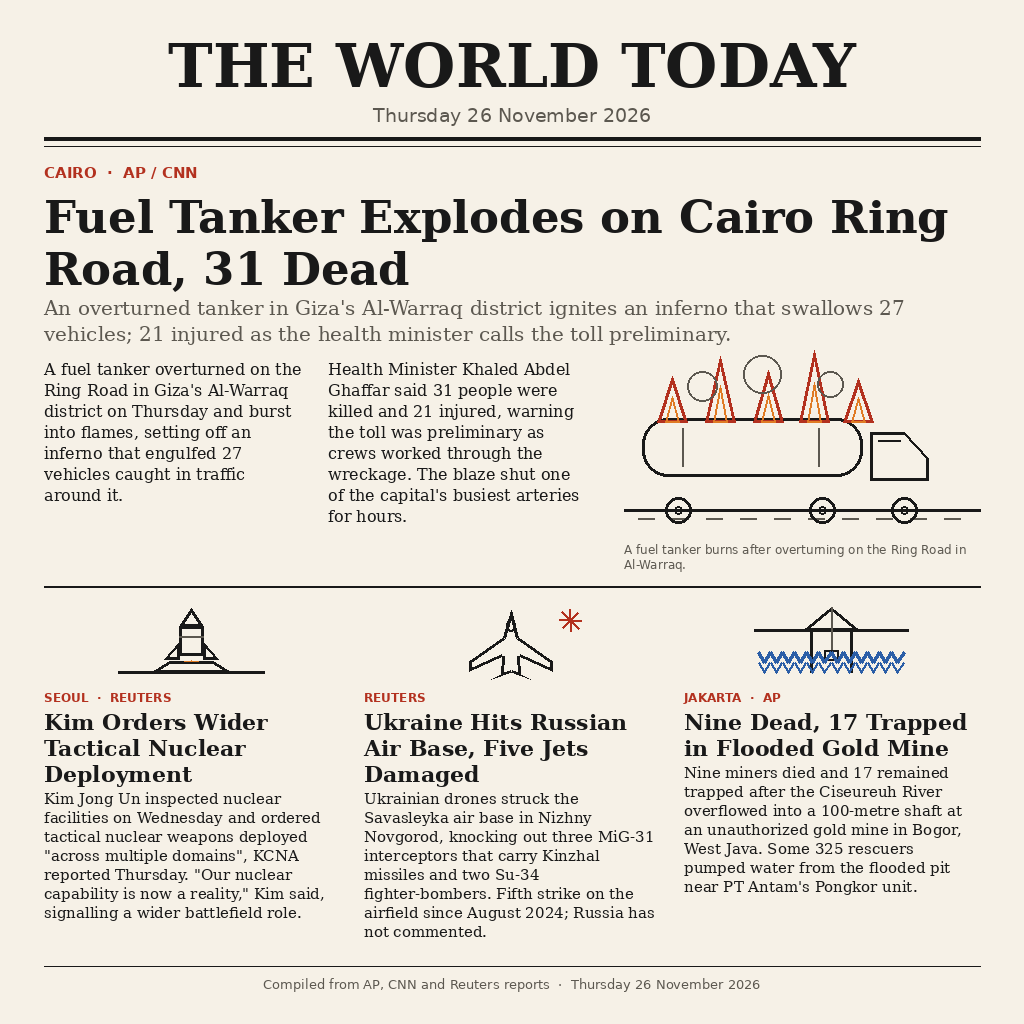 THE WORLD TODAY
Thursday 26 November 2026
CAIRO · AP / CNN
Fuel Tanker Explodes on Cairo Ring
Road, 31 Dead
An overturned tanker in Giza's Al-Warraq district ignites an inferno that swallows 27
vehicles; 21 injured as the health minister calls the toll preliminary.
A fuel tanker overturned on the
Ring Road in Giza's Al-Warraq
district on Thursday and burst
into flames, setting off an
inferno that engulfed 27
vehicles caught in traffic
around it.
Health Minister Khaled Abdel
Ghaffar said 31 people were
killed and 21 injured, warning
the toll was preliminary as
crews worked through the
wreckage. The blaze shut one
of the capital's busiest arteries
for hours.
A fuel tanker burns after overturning on the Ring Road in
Al-Warraq.
SEOUL · REUTERS
Kim Orders Wider
Tactical Nuclear
Deployment
Kim Jong Un inspected nuclear
facilities on Wednesday and ordered
tactical nuclear weapons deployed
"across multiple domains", KCNA
reported Thursday. "Our nuclear
capability is now a reality," Kim said,
signalling a wider battlefield role.
REUTERS
Ukraine Hits Russian
Air Base, Five Jets
Damaged
Ukrainian drones struck the
Savasleyka air base in Nizhny
Novgorod, knocking out three MiG-31
interceptors that carry Kinzhal
missiles and two Su-34
fighter-bombers. Fifth strike on the
airfield since August 2024; Russia has
not commented.
JAKARTA · AP
Nine Dead, 17 Trapped
in Flooded Gold Mine
Nine miners died and 17 remained
trapped after the Ciseureuh River
overflowed into a 100-metre shaft at
an unauthorized gold mine in Bogor,
West Java. Some 325 rescuers
pumped water from the flooded pit
near PT Antam's Pongkor unit.
Compiled from AP, CNN and Reuters reports · Thursday 26 November 2026